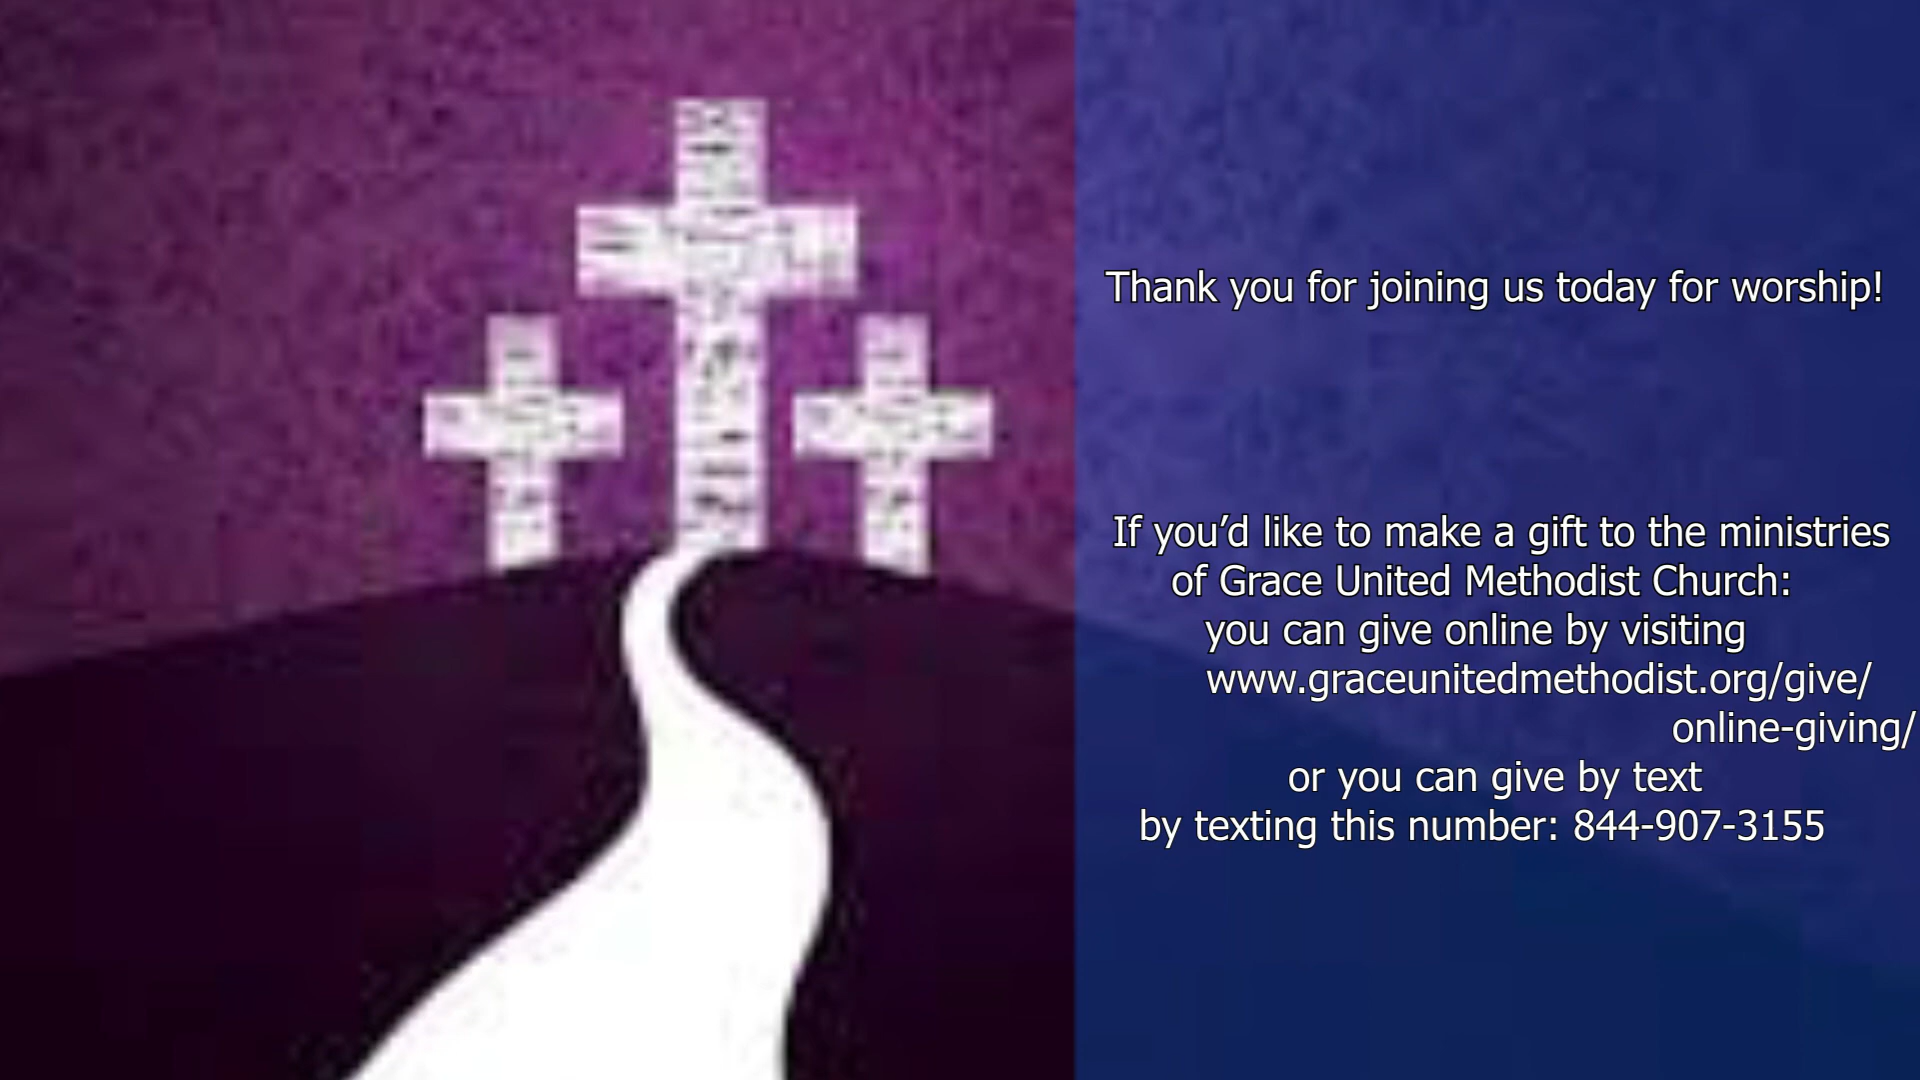 Thank you for joining us today for worship!
If you’d like to make a gift to the ministries
of Grace United Methodist Church:
you can give online by visiting
www.graceunitedmethodist.org/give/
online-giving/
or you can give by text
by texting this number: 844-907-3155